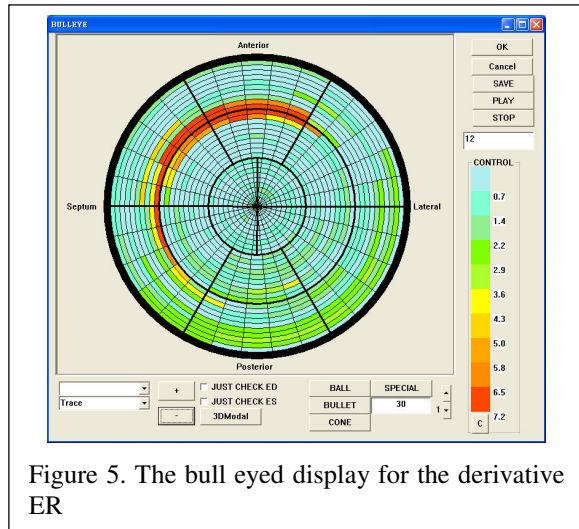 BULLEYE
Anterior
Septum
Lateral
Posterior
OK
Cancel
SAVE
PLAY
STOP
12
CONTROL
0.7
1.4
2.2
2.9
3.6
4.3
5.0
5.8
6.5
7.2
C
Trace
+
-
JUST CHECK ED
JUST CHECK ES
3DModal
BALL
BULLET
CONE
SPECIAL
30
1
Figure 5. The bull eyed display for the derivative
ER